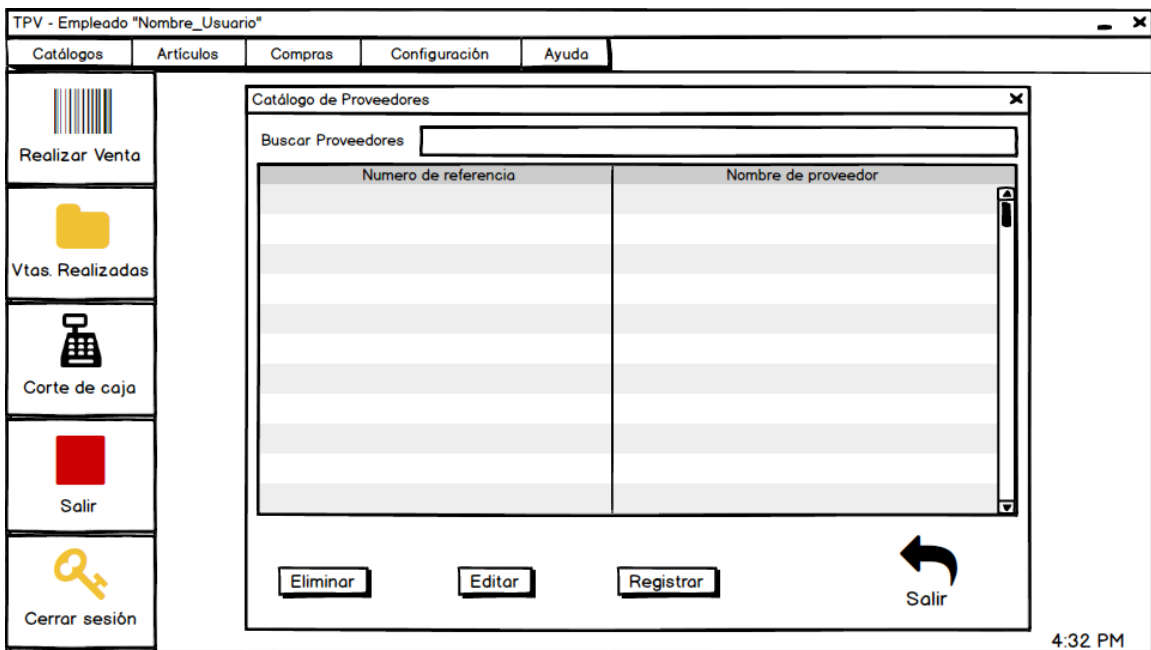 TPV - Empleado "Nombre_Usuario"
Catálogos Artículos Compras Configuración Ayuda
Realizar Venta
Vtas. Realizadas
Corte de caja
Salir
Cerrar sesión
Catálogo de Proveedores
Buscar Proveedores
Numero de referencia Nombre de proveedor
Eliminar Editar Registrar Salir
4:32 PM